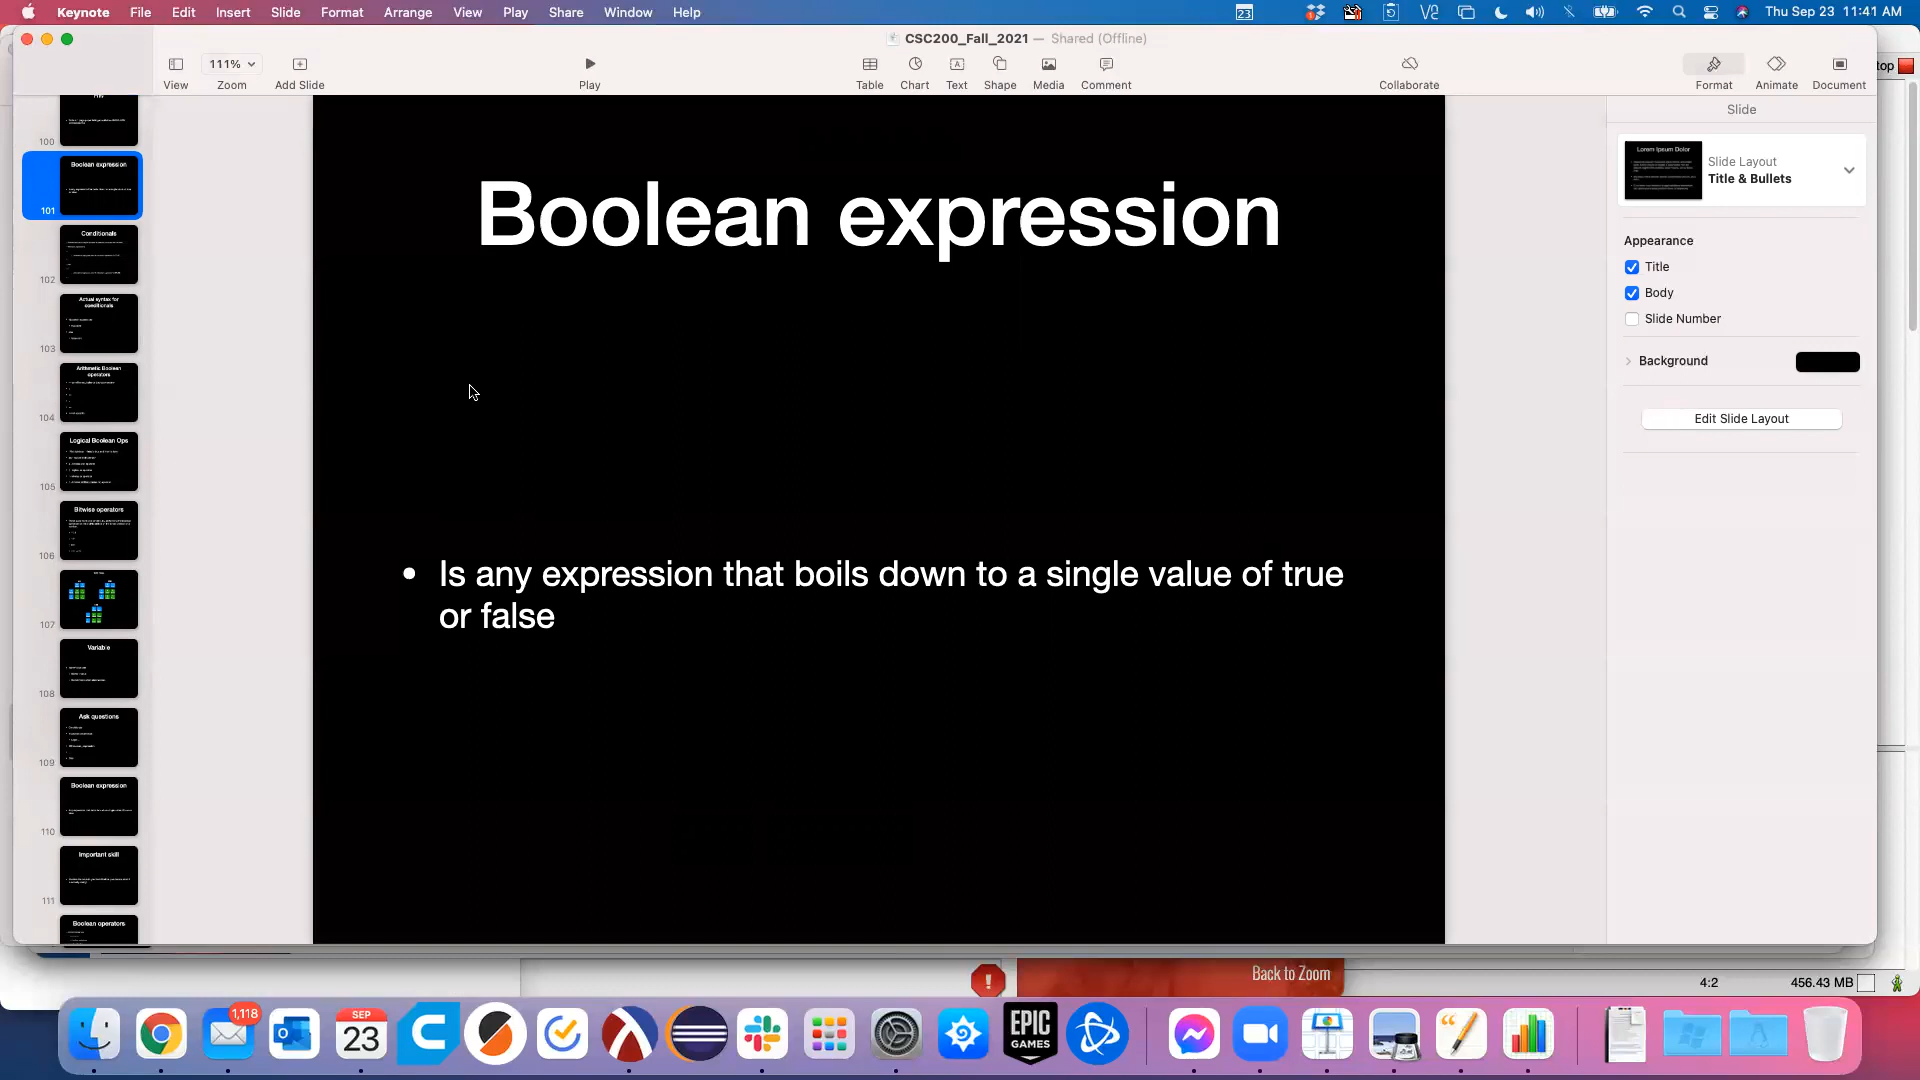 Keynote File Edit Insert Slide Format Arrange View Play Share Window Help
23
Thu Sep 23 11:41 AM
CSC200_Fall_2021 — Shared (Offline)
111%
View Zoom Add Slide Play Table Chart Text Shape Media Comment Collaborate Format Animate Document
Slide
Boolean expression
Is any expression that boils down to a single value of true
or false
100
Boolean expression
101
Conditionals
102
Actual syntax for
conditionals
103
Arithmetic Boolean
operators
104
Logical Boolean Ops
105
Bitwise operators
106
107
Variable
108
Ask questions
109
Boolean expression
110
Important skill
111
Boolean operators
Lorem Ipsum Dolor
Slide Layout
Title & Bullets
Appearance
Title
Body
Slide Number
Background
Edit Slide Layout
top
Back to Zoom
4:2
456.43 MB
1,118
SEP
23
EPIC
GAMES